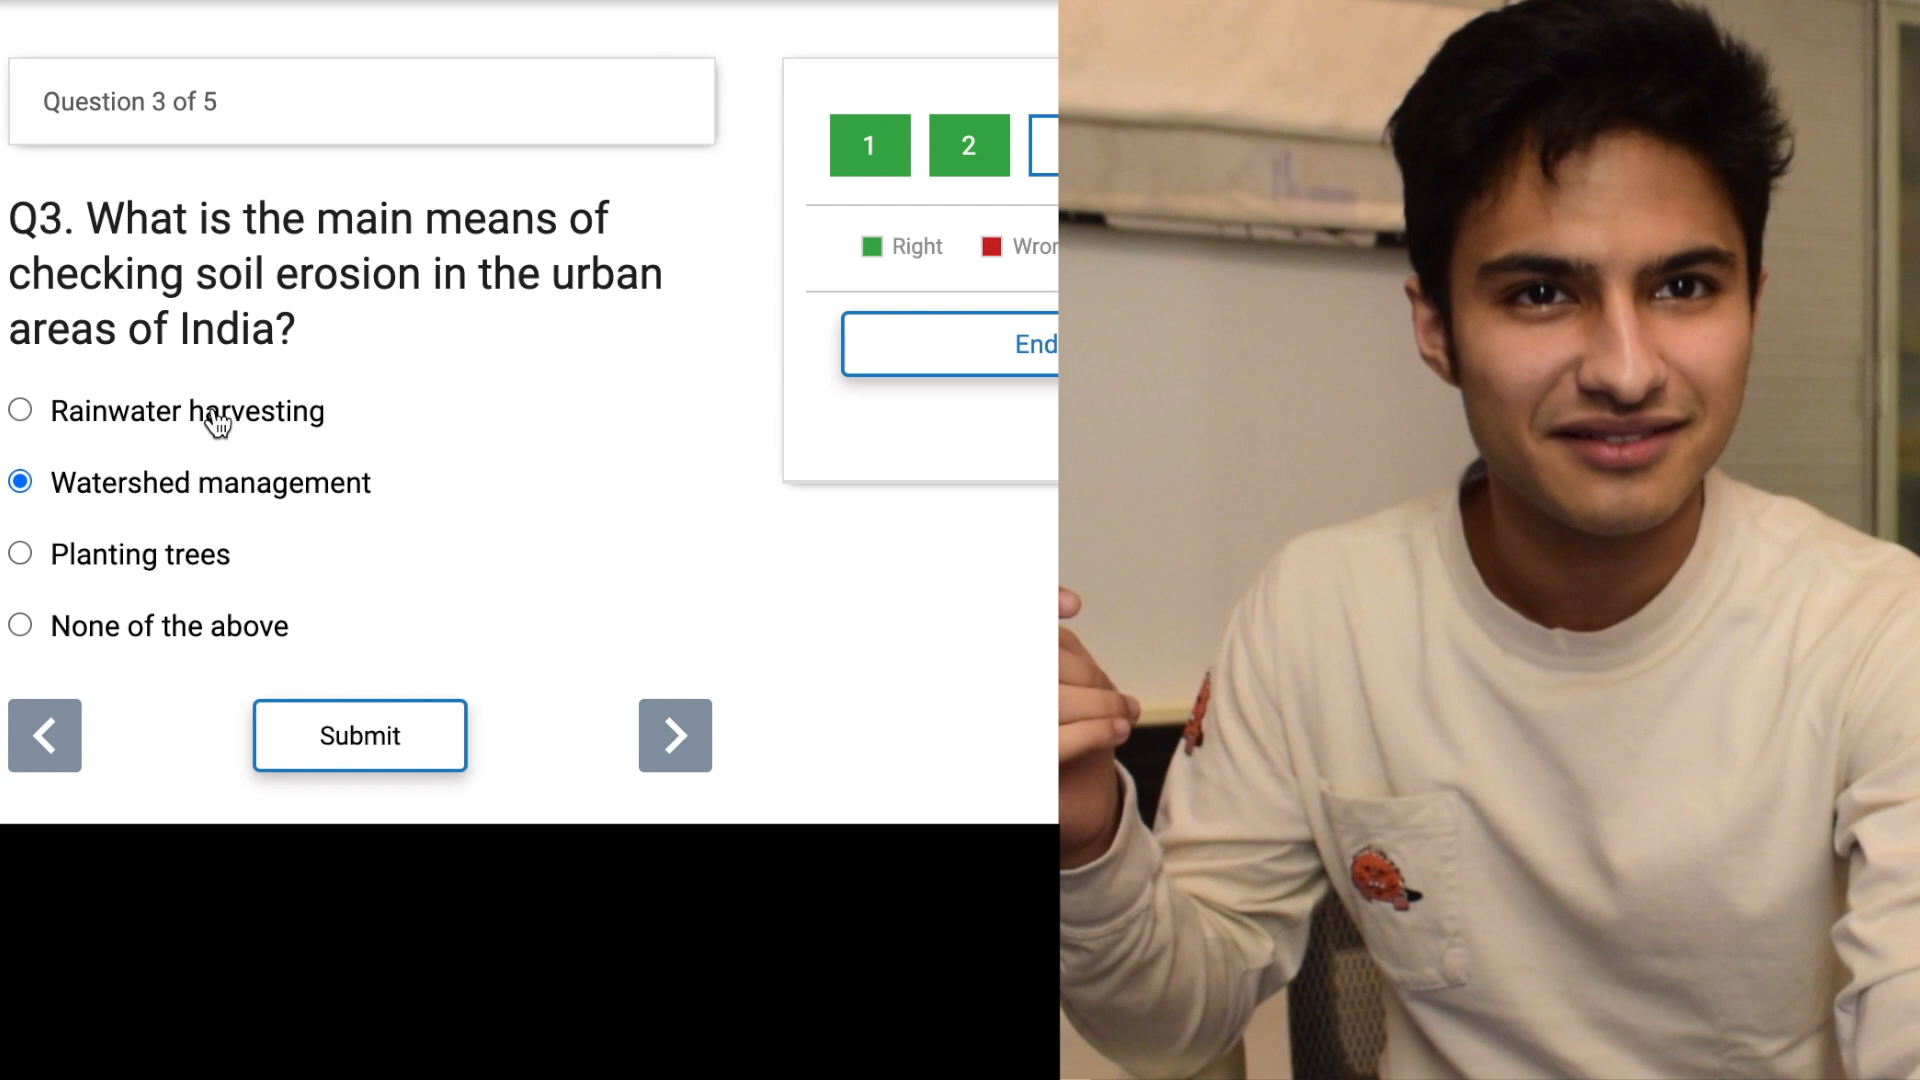 Question 3 of 5
Q3. What is the main means of
checking soil erosion in the urban
areas of India?
Rainwater harvesting
Watershed management
Planting trees
None of the above
Submit
1 2
Right Wron
End